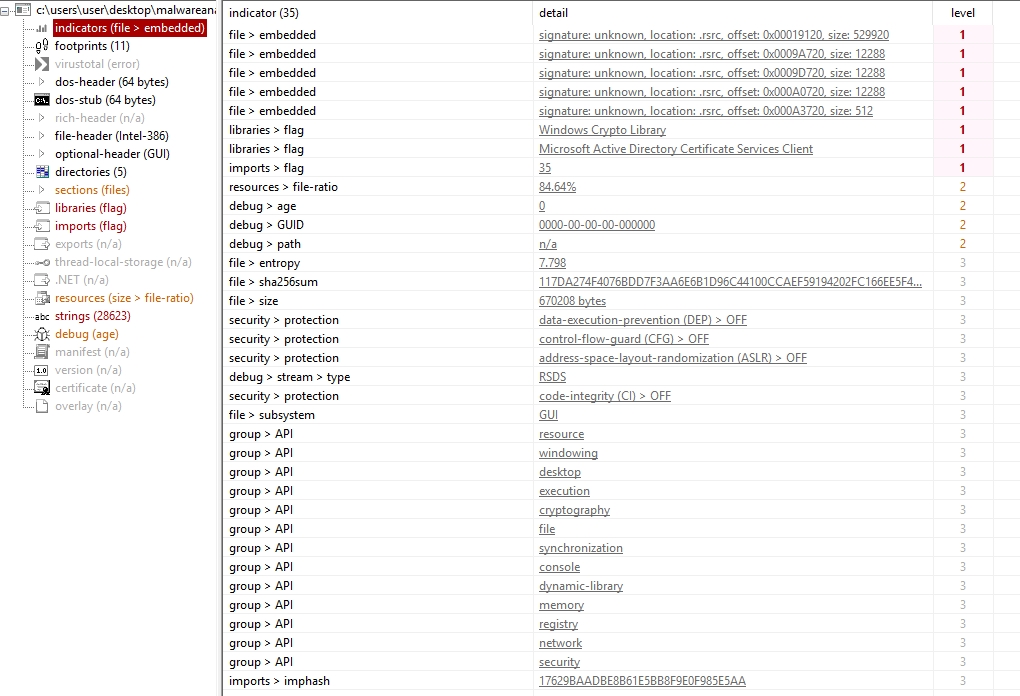 c:\users\user\desktop\malwareana
indicators (file > embedded)
footprints (11)
virustotal (error)
dos-header (64 bytes)
dos-stub (64 bytes)
rich-header (n/a)
file-header (Intel-386)
optional-header (GUI)
directories (5)
sections (files)
libraries (flag)
imports (flag)
exports (n/a)
thread-local-storage (n/a)
.NET (n/a)
resources (size > file-ratio)
abc strings (28623)
debug (age)
manifest (n/a)
1.0 version (n/a)
certificate (n/a)
overlay (n/a)
indicator (35) detail level
file > embedded signature: unknown, location: .rsrc, offset: 0x00019120, size: 529920 1
file > embedded signature: unknown, location: .rsrc, offset: 0x0009A720, size: 12288 1
file > embedded signature: unknown, location: .rsrc, offset: 0x0009D720, size: 12288 1
file > embedded signature: unknown, location: .rsrc, offset: 0x000A0720, size: 12288 1
file > embedded signature: unknown, location: .rsrc, offset: 0x000A3720, size: 512 1
libraries > flag Windows Crypto Library 1
libraries > flag Microsoft Active Directory Certificate Services Client 1
imports > flag 35 1
resources > file-ratio 84.64% 2
debug > age 0 2
debug > GUID 0000-00-00-00-000000 2
debug > path n/a 2
file > entropy 7.798 3
file > sha256sum 117DA274F4076BDD7F3AA6E6B1D96C44100CCAEF59194202FC166EE5F4... 3
file > size 670208 bytes 3
security > protection data-execution-prevention (DEP) > OFF 3
security > protection control-flow-guard (CFG) > OFF 3
security > protection address-space-layout-randomization (ASLR) > OFF 3
debug > stream > type RSDS 3
security > protection code-integrity (CI) > OFF 3
file > subsystem GUI 3
group > API resource 3
group > API windowing 3
group > API desktop 3
group > API execution 3
group > API cryptography 3
group > API file 3
group > API synchronization 3
group > API console 3
group > API dynamic-library 3
group > API memory 3
group > API registry 3
group > API network 3
group > API security 3
imports > imphash 17629BAADBE8B61E5BB8F9E0F985E5AA 3